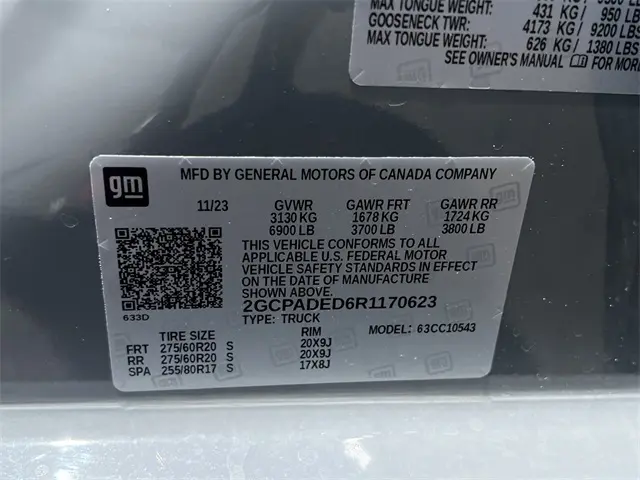 MAX TONGUE WEIGHT: 431 KG/ 950 LB
GOOSENECK TWR: 4173 KG/ 9200 LBS
MAX TONGUE WEIGHT: 626 KG/ 1380 LBS
SEE OWNER'S MANUAL FOR MORE
gm
MFD BY GENERAL MOTORS OF CANADA COMPANY
11/23 GVWR GAWR FRT GAWR RR
3130 KG 1678 KG 1724 KG
6900 LB 3700 LB 3800 LB
THIS VEHICLE CONFORMS TO ALL
APPLICABLE U.S. FEDERAL MOTOR
VEHICLE SAFETY STANDARDS IN EFFECT
ON THE DATE OF MANUFACTURE
SHOWN ABOVE.
2GCPADED6R1170623
633D
TYPE: TRUCK MODEL: 63CC10543
TIRE SIZE RIM
FRT 275/60R20 S 20X9J
RR 275/60R20 S 20X9J
SPA 255/80R17 S 17X8J